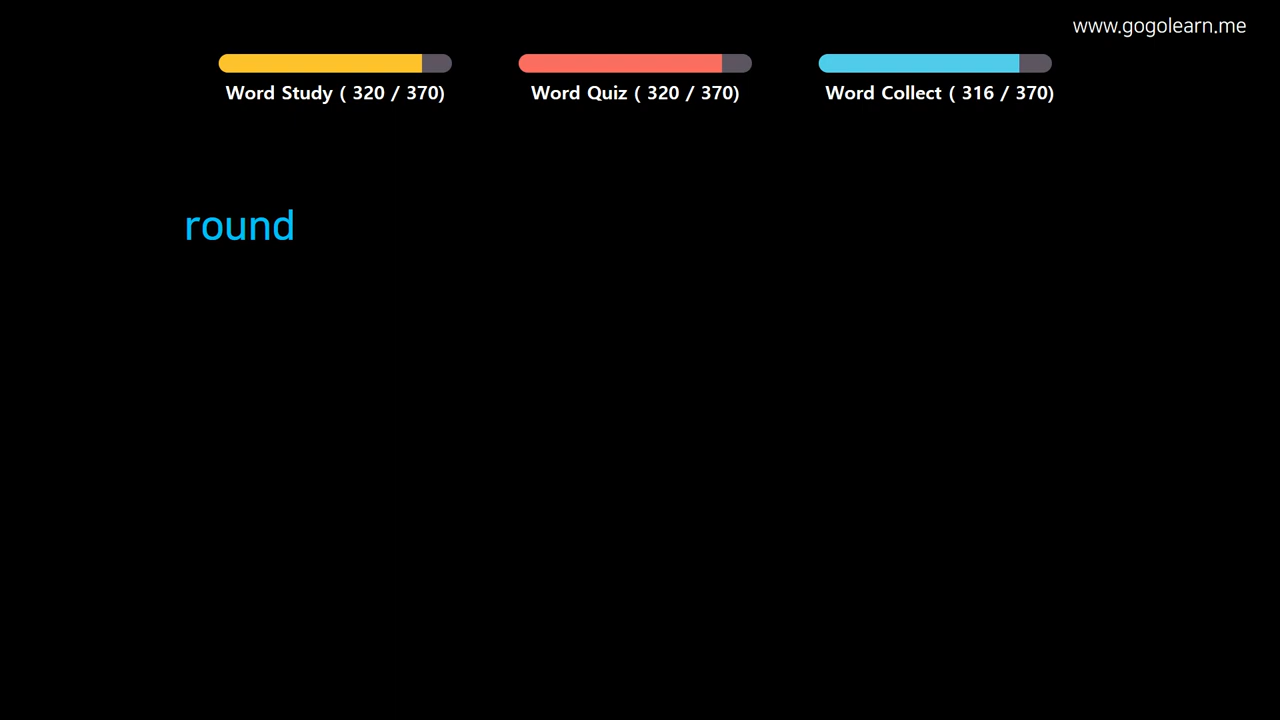 www.gogolearn.me
Word Study ( 320 / 370)
Word Quiz ( 320 / 370)
Word Collect ( 316 / 370)
round